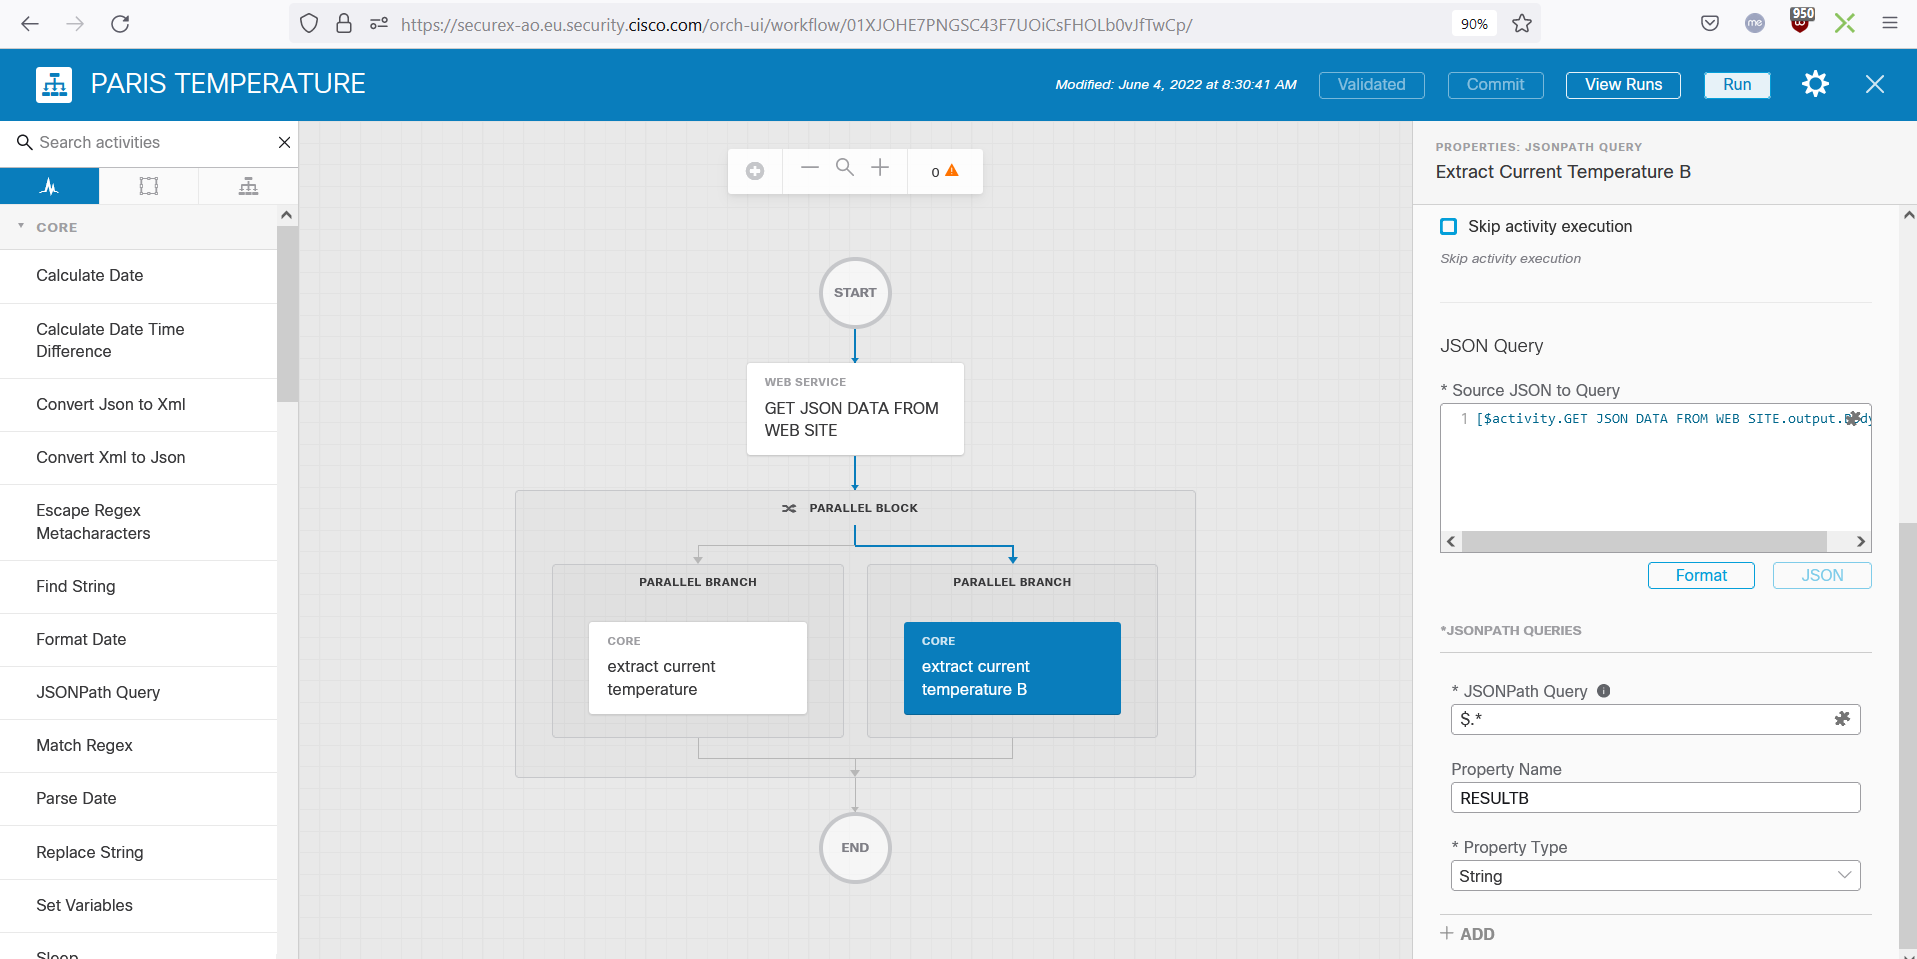 https://securex-ao.eu.security.cisco.com/orch-ui/workflow/01XJOHE7PNGSC43F7UOiCsFHOLb0vJfTwCp/
90%
me
950
PARIS TEMPERATURE
Modified: June 4, 2022 at 8:30:41 AM
Validated
Commit
View Runs
Run
Search activities
CORE
Calculate Date
Calculate Date Time
Difference
Convert Json to Xml
Convert Xml to Json
Escape Regex
Metacharacters
Find String
Format Date
JSONPath Query
Match Regex
Parse Date
Replace String
Set Variables
Sleep
0
START
WEB SERVICE
GET JSON DATA FROM
WEB SITE
PARALLEL BLOCK
PARALLEL BRANCH
PARALLEL BRANCH
CORE
extract current
temperature
CORE
extract current
temperature B
END
PROPERTIES: JSONPATH QUERY
Extract Current Temperature B
Skip activity execution
Skip activity execution
JSON Query
* Source JSON to Query
1 [$activity.GET JSON DATA FROM WEB SITE.output.Body
Format
JSON
*JSONPATH QUERIES
* JSONPath Query
$.*
Property Name
RESULTB
* Property Type
String
+ ADD